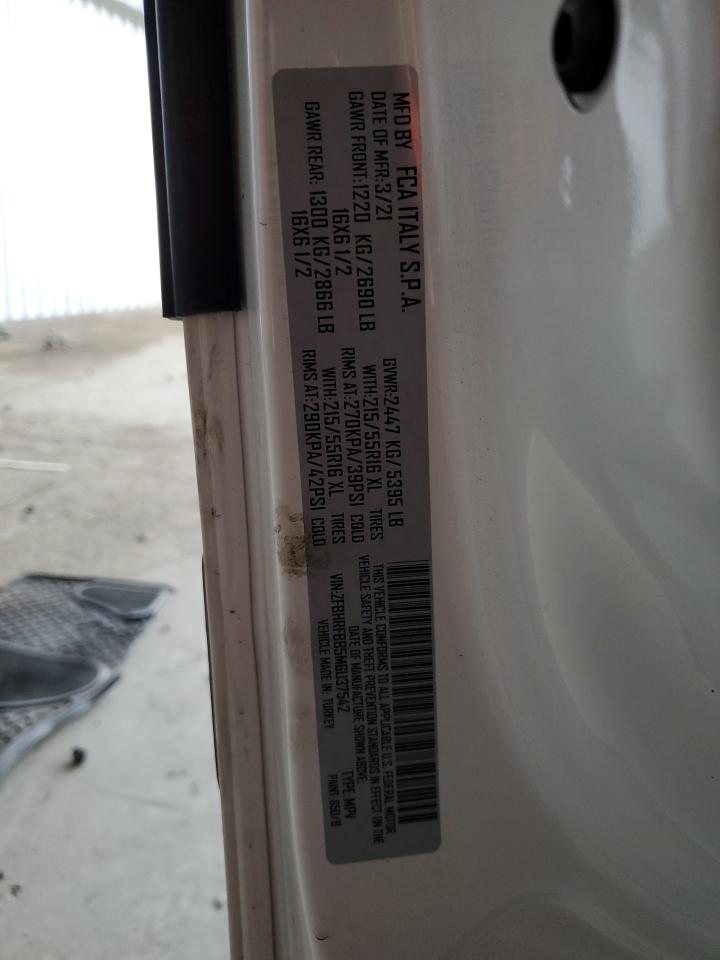 MFD BY FCA ITALY S.P.A.
DATE OF MFR:3/21 GVWR:2447 KG/5395 LB
GAWR FRONT:1220 KG/2690 LB WITH:215/55R16 XL TIRES
16X6 1/2 RIMS AT:270KPA/39PSI COLD
GAWR REAR: 1300 KG/2866 LB WITH:215/55R16 XL TIRES
16X6 1/2 RIMS AT:290KPA/42PSI COLD
THIS VEHICLE CONFORMS TO ALL APPLICABLE U.S. FEDERAL MOTOR
VEHICLE SAFETY AND THEFT PREVENTION STANDARDS IN EFFECT ON THE
DATE OF MANUFACTURE SHOWN ABOVE.
VIN:ZFBHRFBB5M6U37542 TYPE:MPV
VEHICLE MADE IN: TURKEY PAINT: 850/B